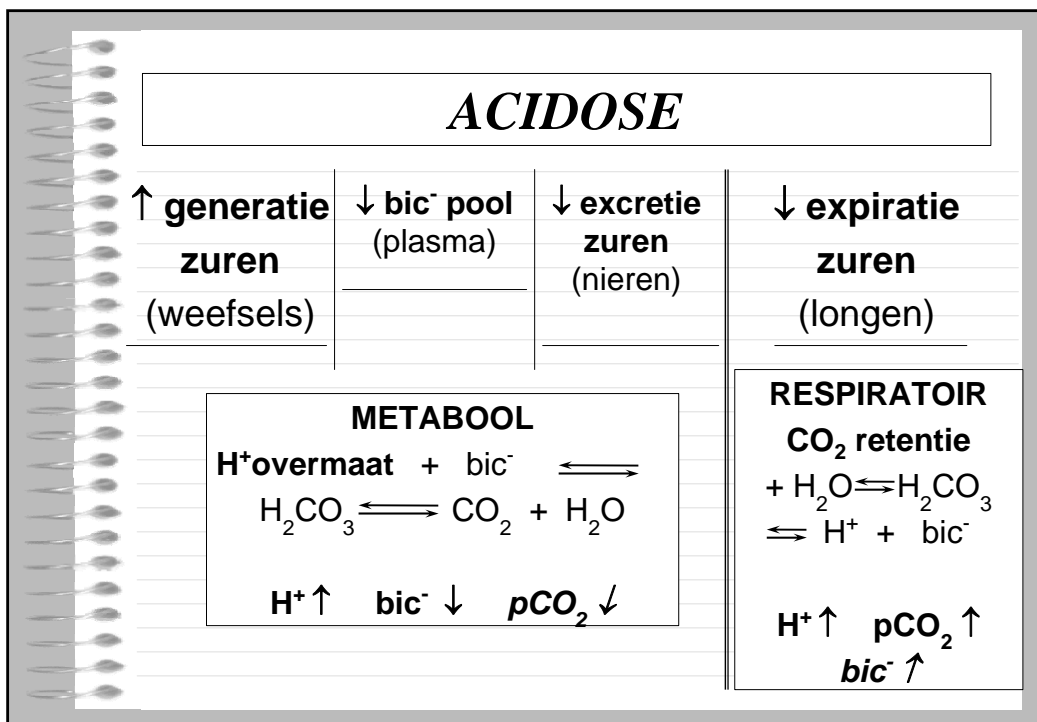 ACIDOSE
↑ generatie
zuren
(weefsels)
↓ bic⁻ pool
(plasma)
↓ excretie
zuren
(nieren)
↓ expiratie
zuren
(longen)
METABOOL
H⁺overmaat + bic⁻ ⇌
H₂CO₃ ⇌ CO₂ + H₂O
H⁺ ↑ bic⁻ ↓ pCO₂ ↓
RESPIRATOIR
CO₂ retentie
+ H₂O ⇌ H₂CO₃
⇌ H⁺ + bic⁻
H⁺ ↑ pCO₂ ↑
bic⁻ ↑